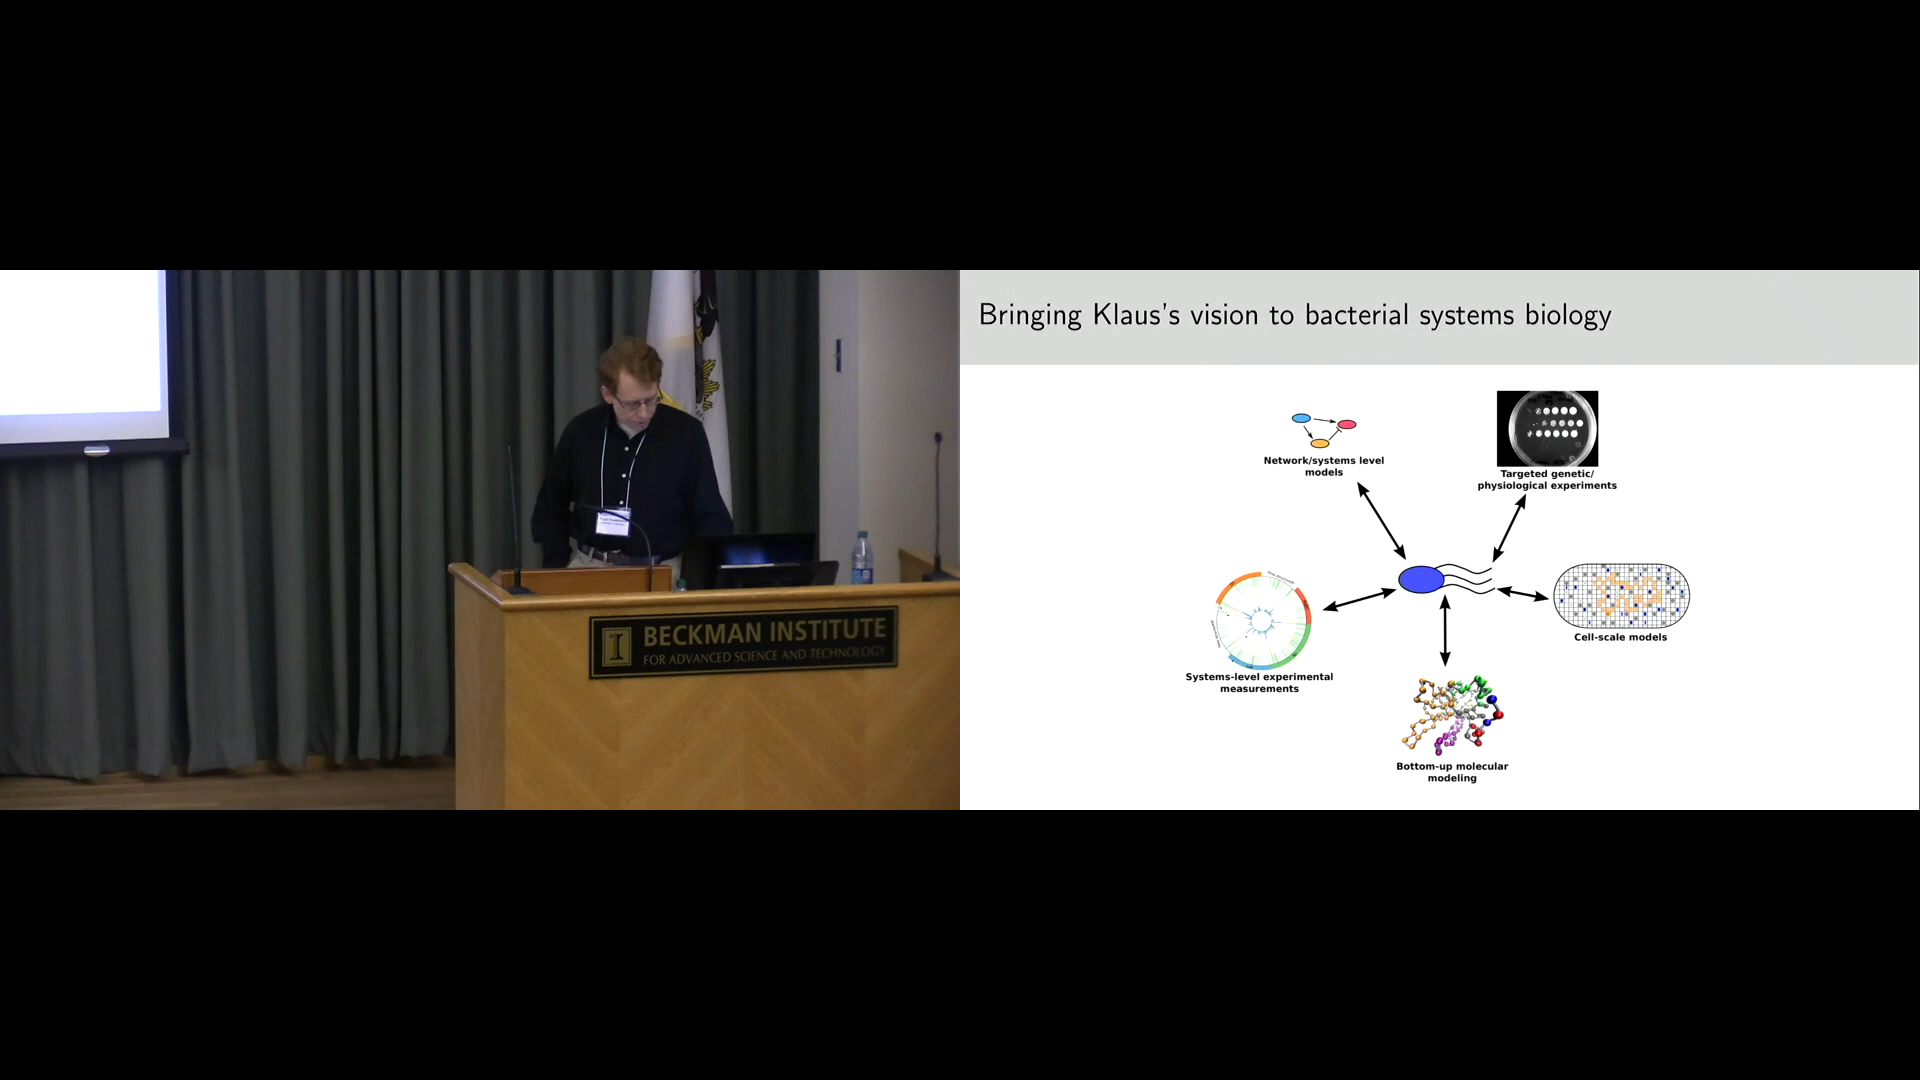 BECKMAN INSTITUTE
FOR ADVANCED SCIENCE AND TECHNOLOGY
Bringing Klaus's vision to bacterial systems biology
Network/systems level
models
Targeted genetic/
physiological experiments
Cell-scale models
Systems-level experimental
measurements
Bottom-up molecular
modeling